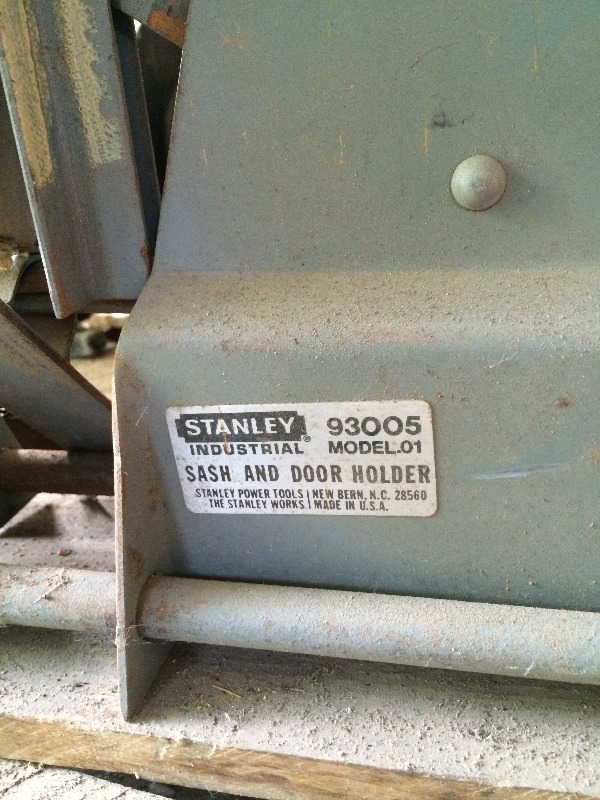 STANLEY® 93005
INDUSTRIAL MODEL.01
SASH AND DOOR HOLDER
STANLEY POWER TOOLS | NEW BERN, N.C. 28560
THE STANLEY WORKS | MADE IN U.S.A.